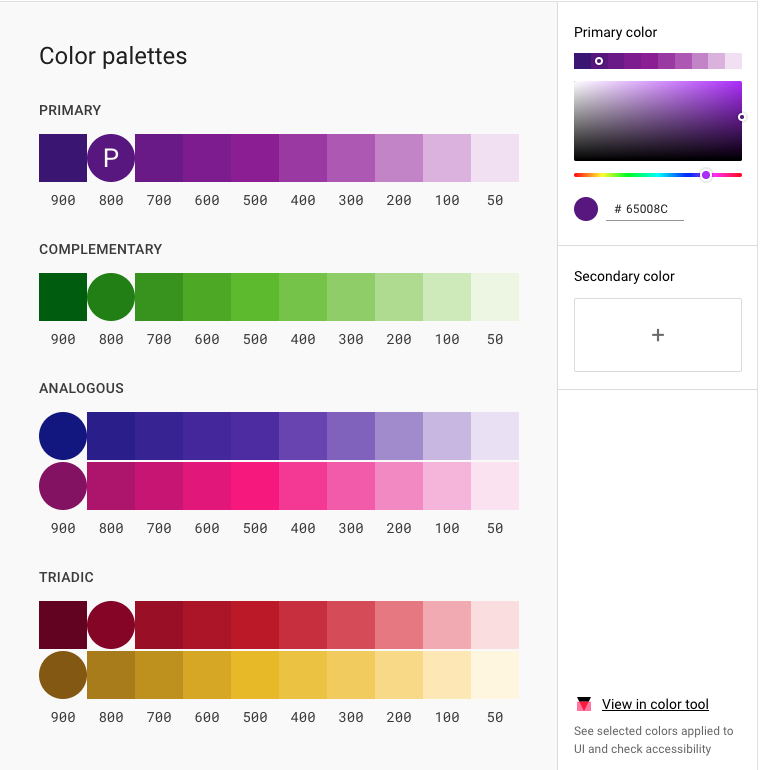 Color palettes
PRIMARY
P
900 800 700 600 500 400 300 200 100 50
COMPLEMENTARY
900 800 700 600 500 400 300 200 100 50
ANALOGOUS
900 800 700 600 500 400 300 200 100 50
TRIADIC
900 800 700 600 500 400 300 200 100 50
Primary color
# 65008C
Secondary color
+
View in color tool
See selected colors applied to
UI and check accessibility